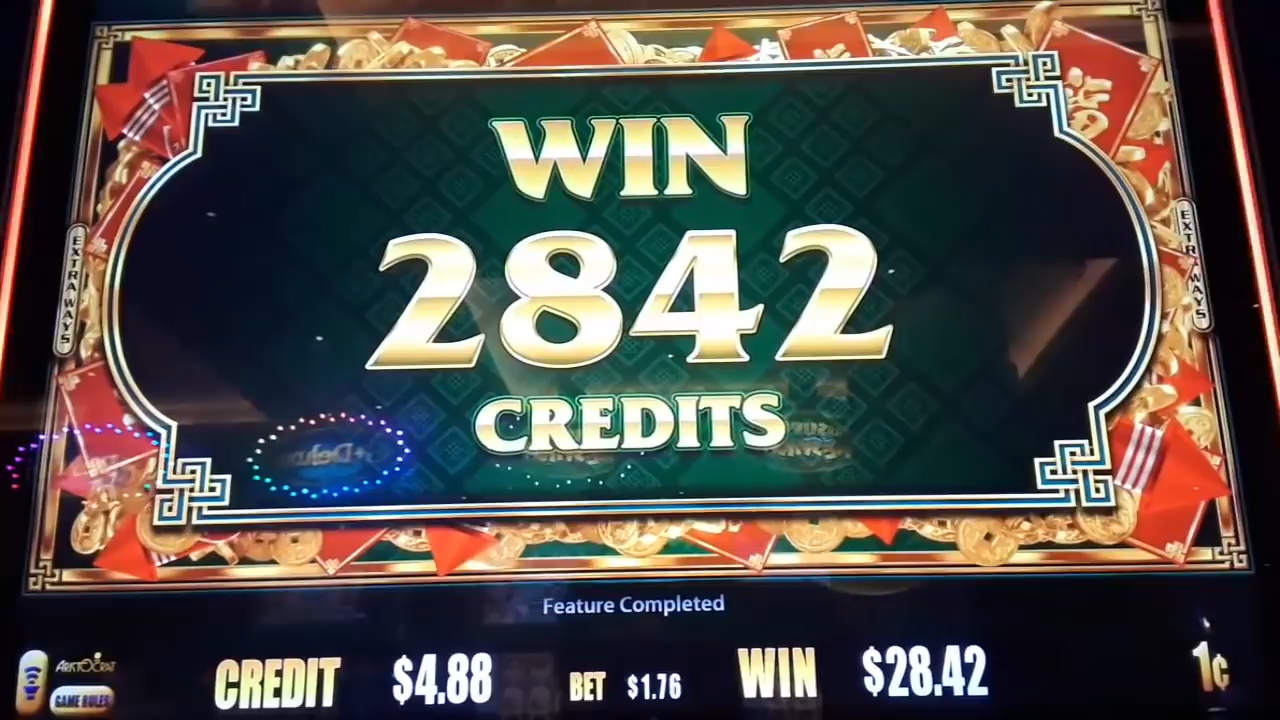 WIN
2842
CREDITS
EXTRA WAYS
EXTRA WAYS
Feature Completed
ARISTOCRAT
GAME RULES
CREDIT $4.88 BET $1.76 WIN $28.42 1¢